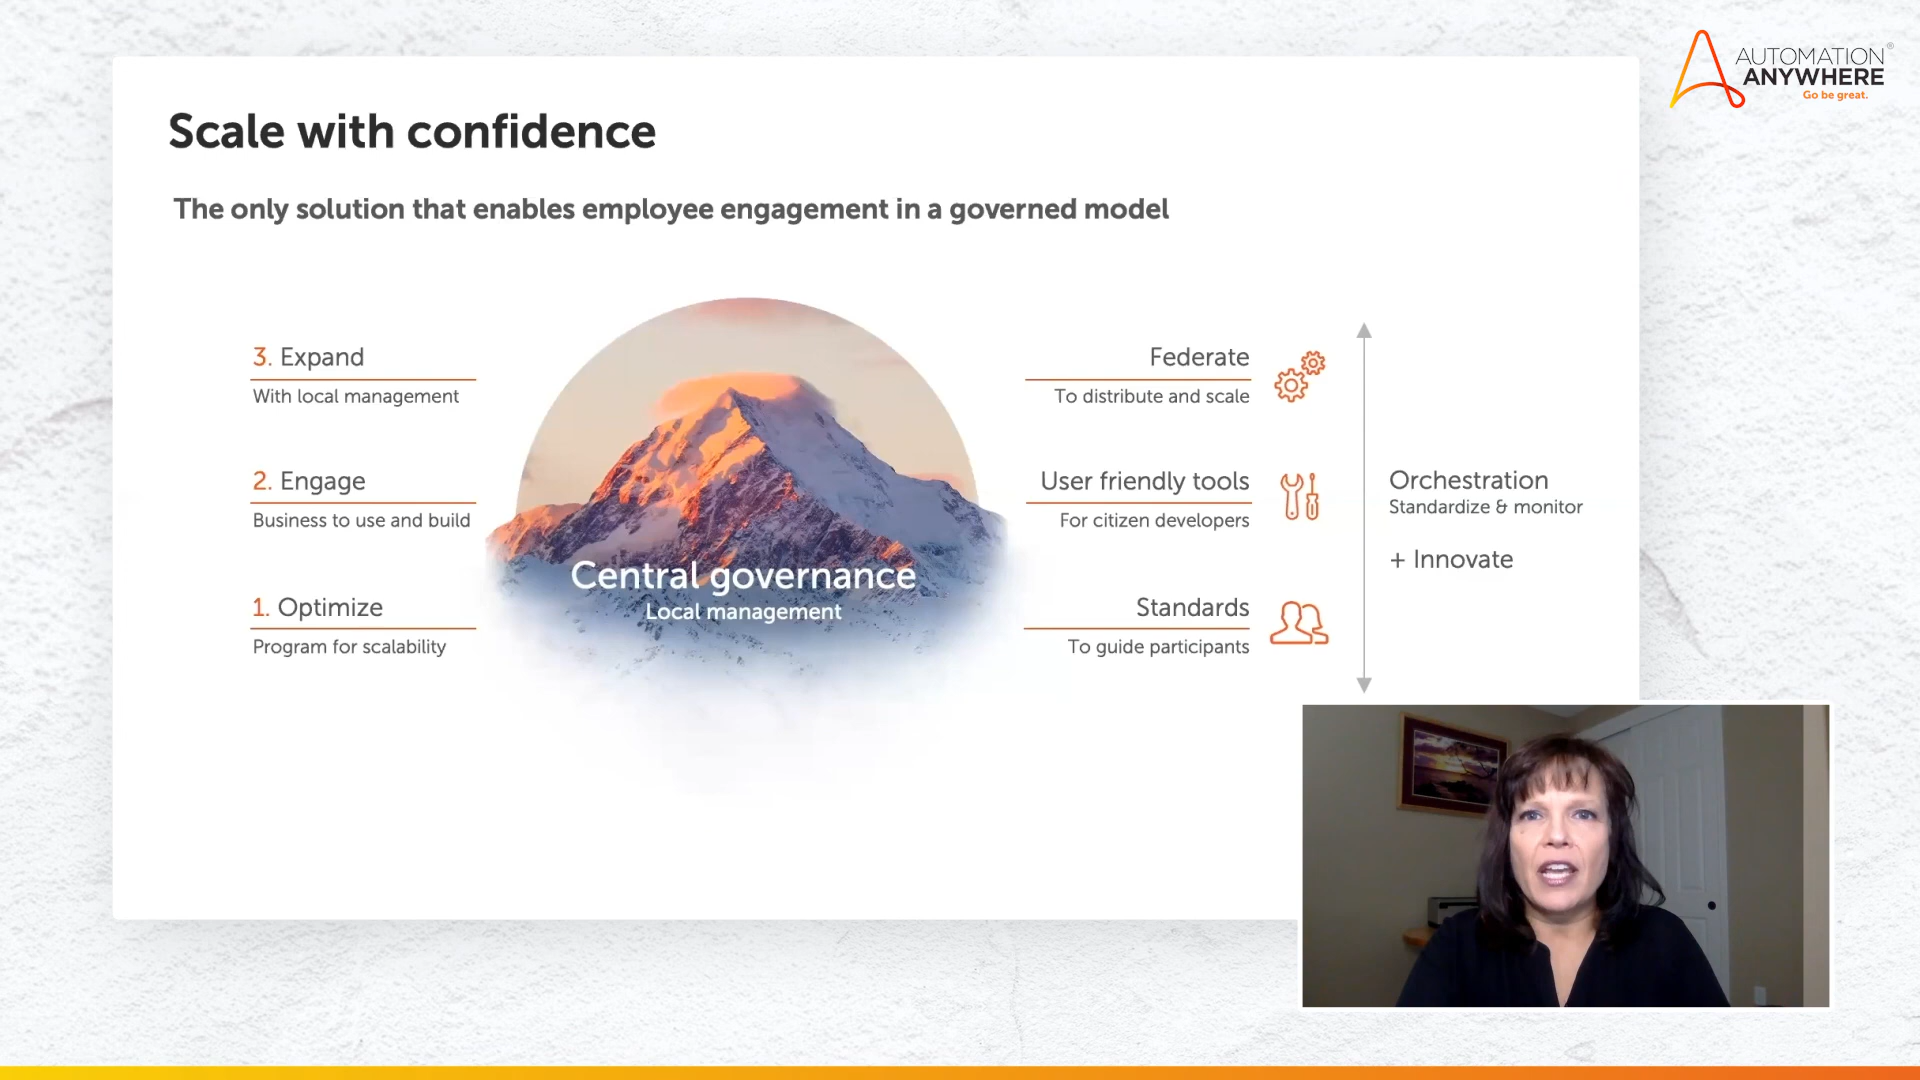 AUTOMATION®
ANYWHERE
Go be great.
Scale with confidence
The only solution that enables employee engagement in a governed model
3. Expand
With local management
2. Engage
Business to use and build
1. Optimize
Program for scalability
Central governance
Local management
Federate
To distribute and scale
User friendly tools
For citizen developers
Standards
To guide participants
Orchestration
Standardize & monitor
+ Innovate